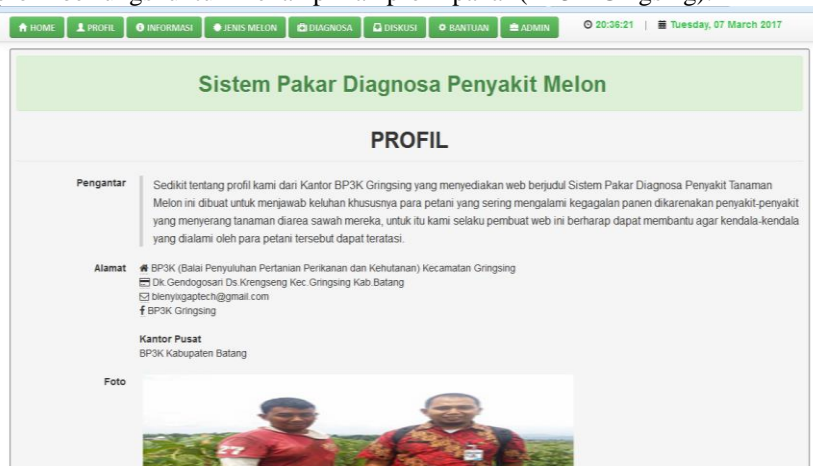 HOME PROFIL INFORMASI JENIS MELON DIAGNOSA DISKUSI BANTUAN ADMIN 20:36:21 | Tuesday, 07 March 2017
Sistem Pakar Diagnosa Penyakit Melon
PROFIL
Pengantar Sedikit tentang profil kami dari Kantor BP3K Gringsing yang menyediakan web berjudul Sistem Pakar Diagnosa Penyakit Tanaman
Melon ini dibuat untuk menjawab keluhan khususnya para petani yang sering mengalami kegagalan panen dikarenakan penyakit-penyakit
yang menyerang tanaman diarea sawah mereka, untuk itu kami selaku pembuat web ini berharap dapat membantu agar kendala-kendala
yang dialami oleh para petani tersebut dapat teratasi.
Alamat BP3K (Balai Penyuluhan Pertanian Perikanan dan Kehutanan) Kecamatan Gringsing
Dk.Gendogosari Ds.Krengseng Kec.Gringsing Kab.Batang
blenyixgaptech@gmail.com
BP3K Gringsing
Kantor Pusat
BP3K Kabupaten Batang
Foto
27